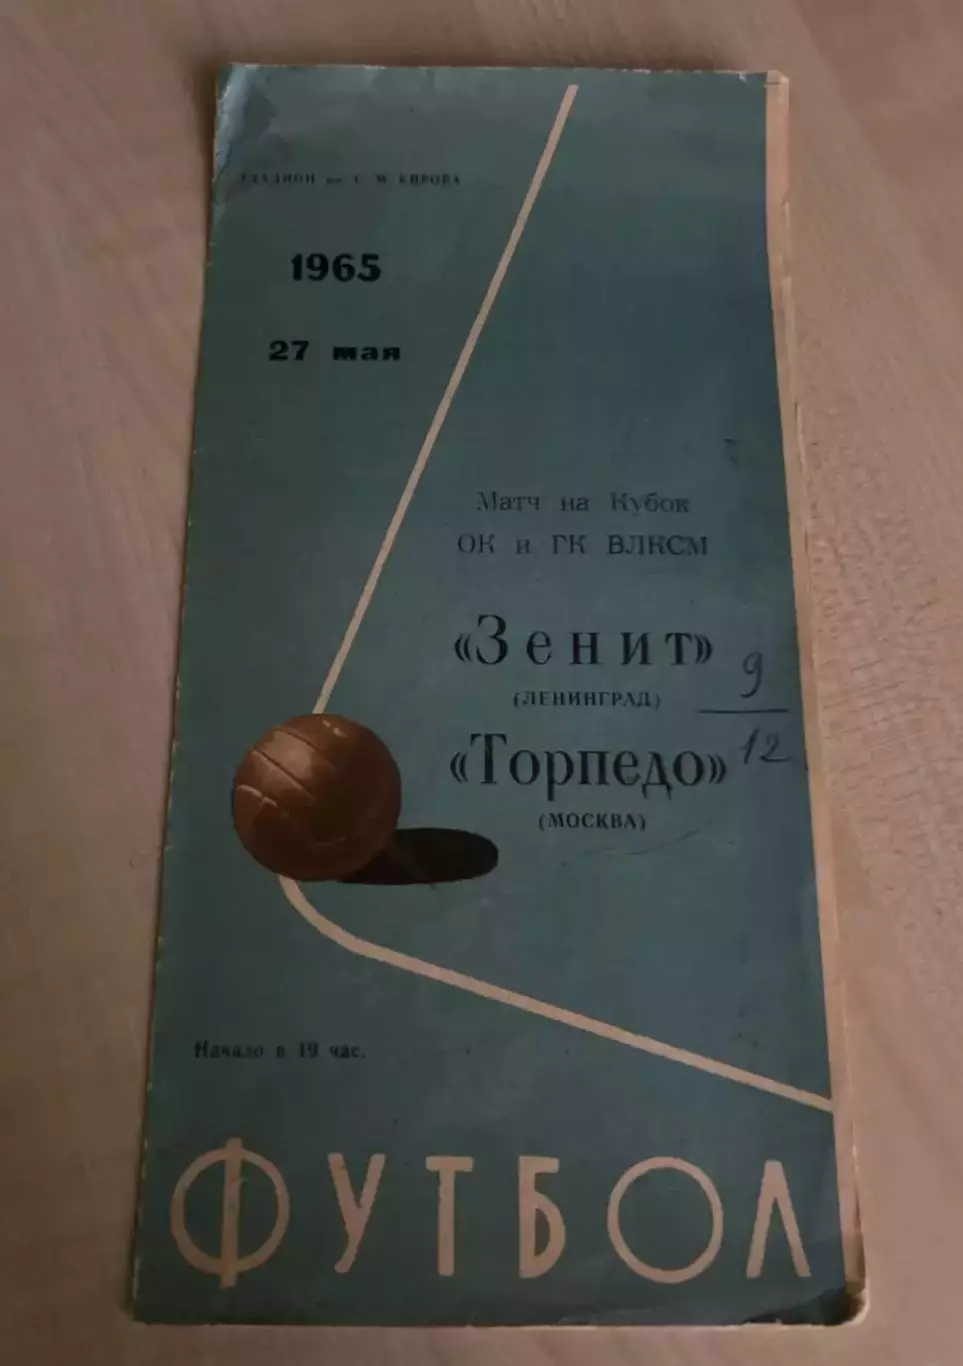 СТАДИОН им. С. М. КИРОВА
1965
27 мая
Матч на Кубок
ОК и ГК ВЛКСМ
«Зенит»
(ЛЕНИНГРАД)
9
«Торпедо»
12
(МОСКВА)
Начало в 19 час.
ФУТБОЛ